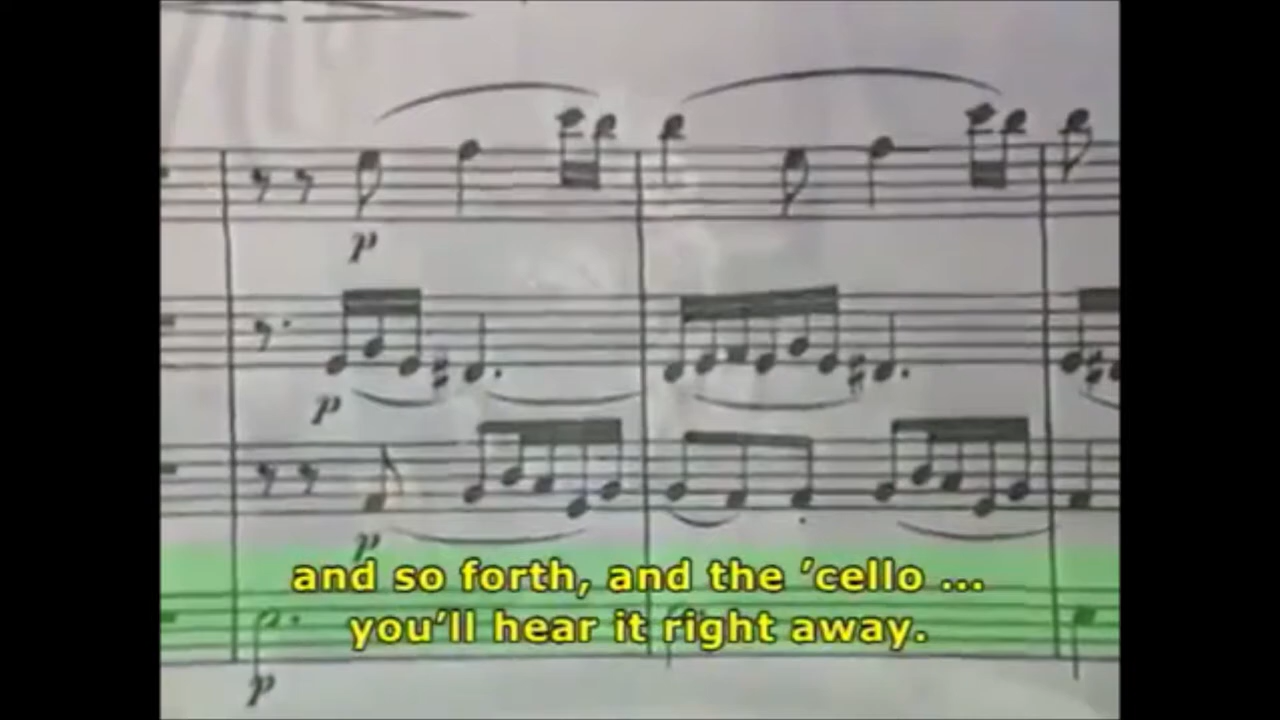 p
p
p
and so forth, and the ’cello ...
you’ll hear it right away.
p